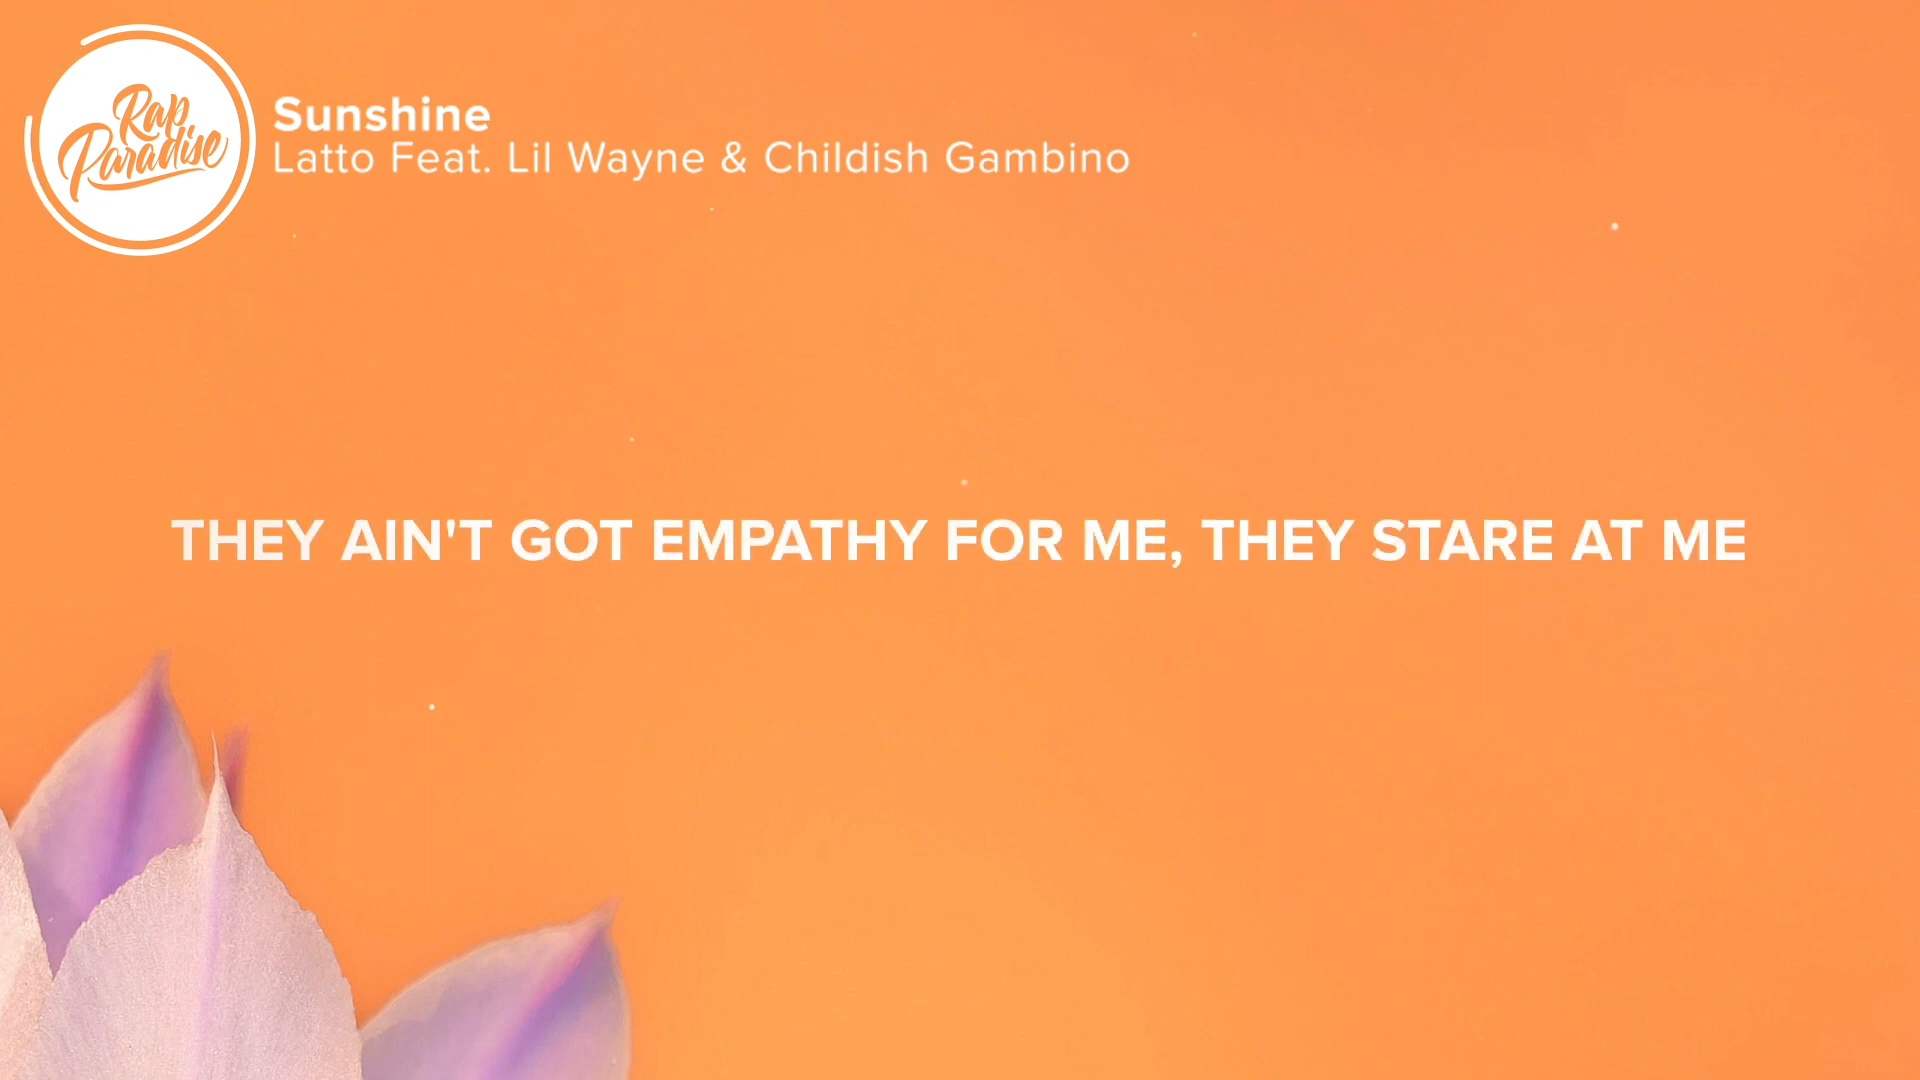 Rap
Paradise
Sunshine
Latto Feat. Lil Wayne & Childish Gambino
THEY AIN'T GOT EMPATHY FOR ME, THEY STARE AT ME